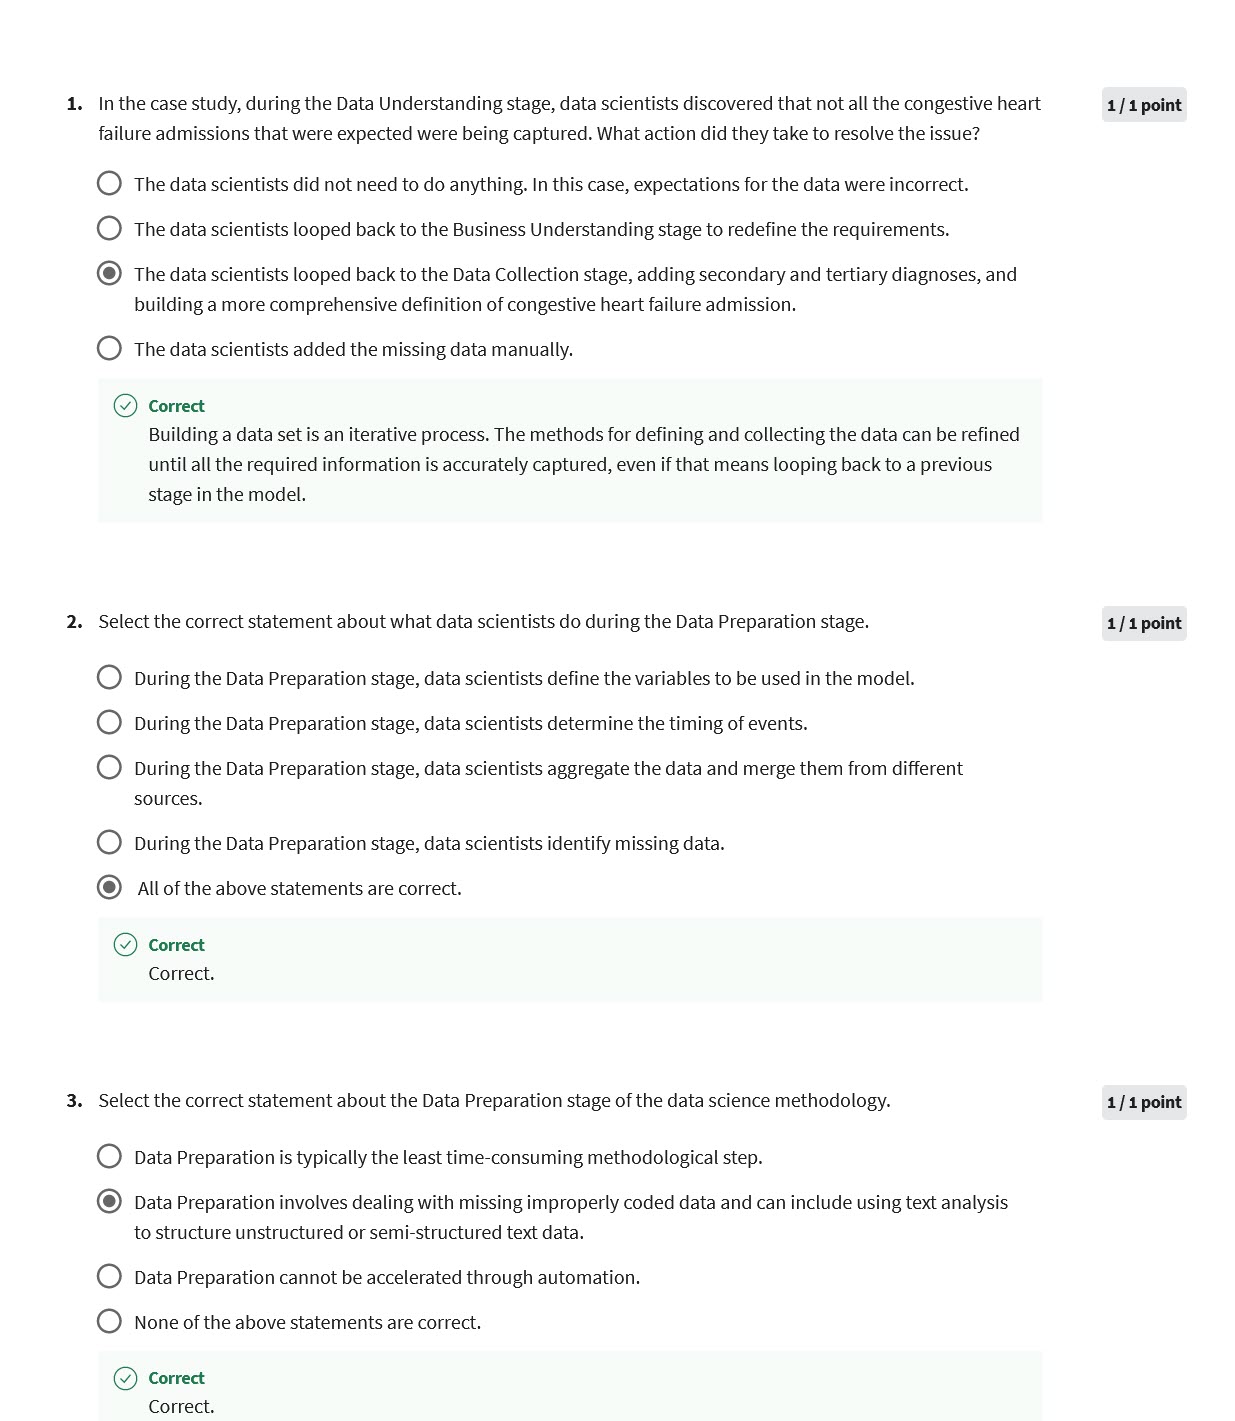 1. In the case study, during the Data Understanding stage, data scientists discovered that not all the congestive heart 1 / 1 point
failure admissions that were expected were being captured. What action did they take to resolve the issue?
The data scientists did not need to do anything. In this case, expectations for the data were incorrect.
The data scientists looped back to the Business Understanding stage to redefine the requirements.
The data scientists looped back to the Data Collection stage, adding secondary and tertiary diagnoses, and
building a more comprehensive definition of congestive heart failure admission.
The data scientists added the missing data manually.
Correct
Building a data set is an iterative process. The methods for defining and collecting the data can be refined
until all the required information is accurately captured, even if that means looping back to a previous
stage in the model.
2. Select the correct statement about what data scientists do during the Data Preparation stage. 1 / 1 point
During the Data Preparation stage, data scientists define the variables to be used in the model.
During the Data Preparation stage, data scientists determine the timing of events.
During the Data Preparation stage, data scientists aggregate the data and merge them from different
sources.
During the Data Preparation stage, data scientists identify missing data.
All of the above statements are correct.
Correct
Correct.
3. Select the correct statement about the Data Preparation stage of the data science methodology. 1 / 1 point
Data Preparation is typically the least time-consuming methodological step.
Data Preparation involves dealing with missing improperly coded data and can include using text analysis
to structure unstructured or semi-structured text data.
Data Preparation cannot be accelerated through automation.
None of the above statements are correct.
Correct
Correct.